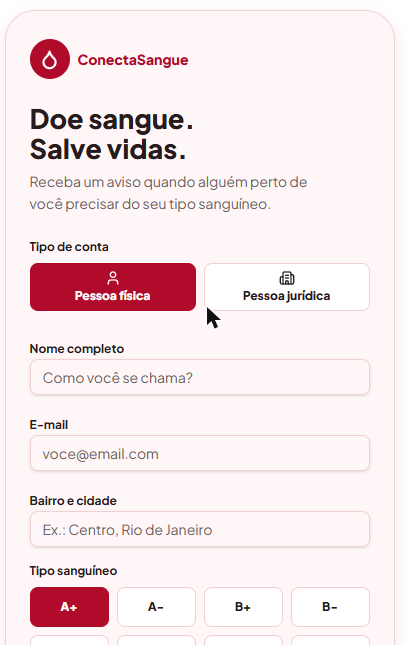 ConectaSangue
Doe sangue.
Salve vidas.
Receba um aviso quando alguém perto de
você precisar do seu tipo sanguíneo.
Tipo de conta
Pessoa física
Pessoa jurídica
Nome completo
Como você se chama?
E-mail
voce@email.com
Bairro e cidade
Ex.: Centro, Rio de Janeiro
Tipo sanguíneo
A+
A-
B+
B-